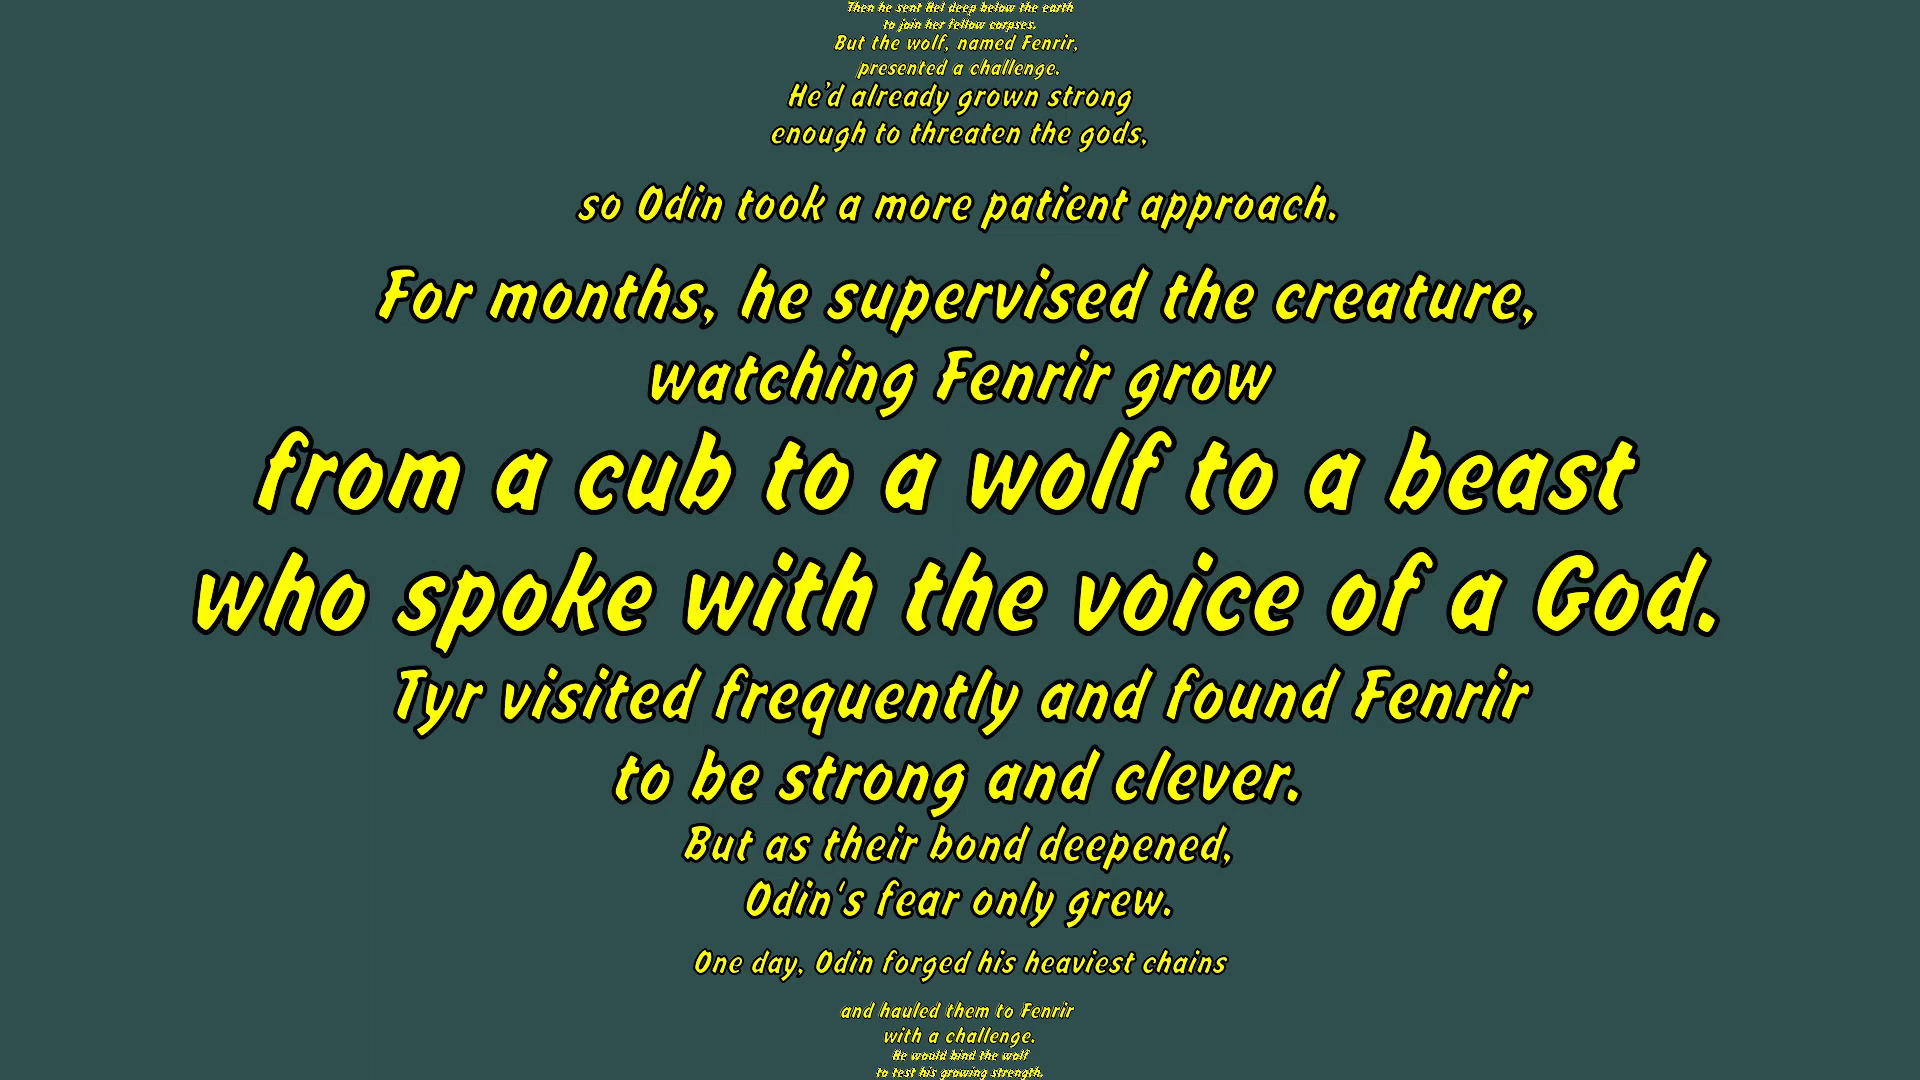 Then he sent Hel deep below the earth
to join her fellow corpses.
But the wolf, named Fenrir,
presented a challenge.
He’d already grown strong
enough to threaten the gods,
so Odin took a more patient approach.
For months, he supervised the creature,
watching Fenrir grow
from a cub to a wolf to a beast
who spoke with the voice of a God.
Tyr visited frequently and found Fenrir
to be strong and clever.
But as their bond deepened,
Odin‘s fear only grew.
One day, Odin forged his heaviest chains
and hauled them to Fenrir
with a challenge.
He would bind the wolf
to test his growing strength.